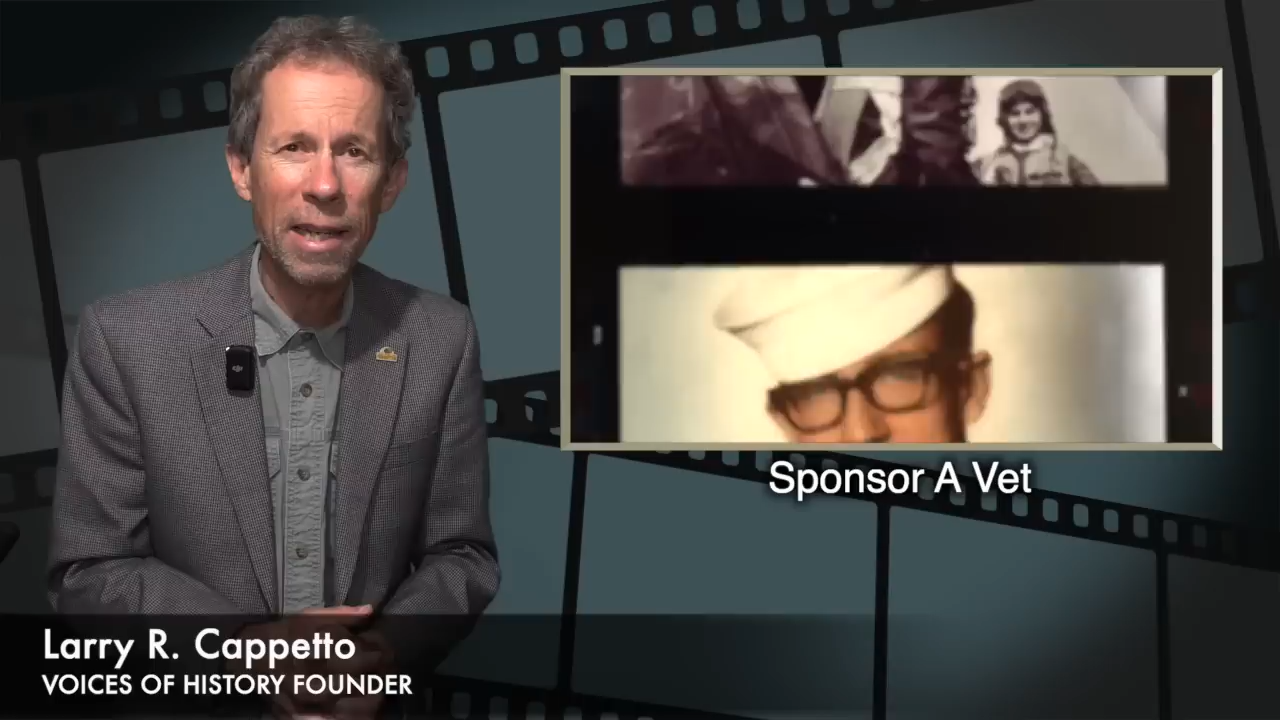 Sponsor A Vet
Larry R. Cappetto
VOICES OF HISTORY FOUNDER